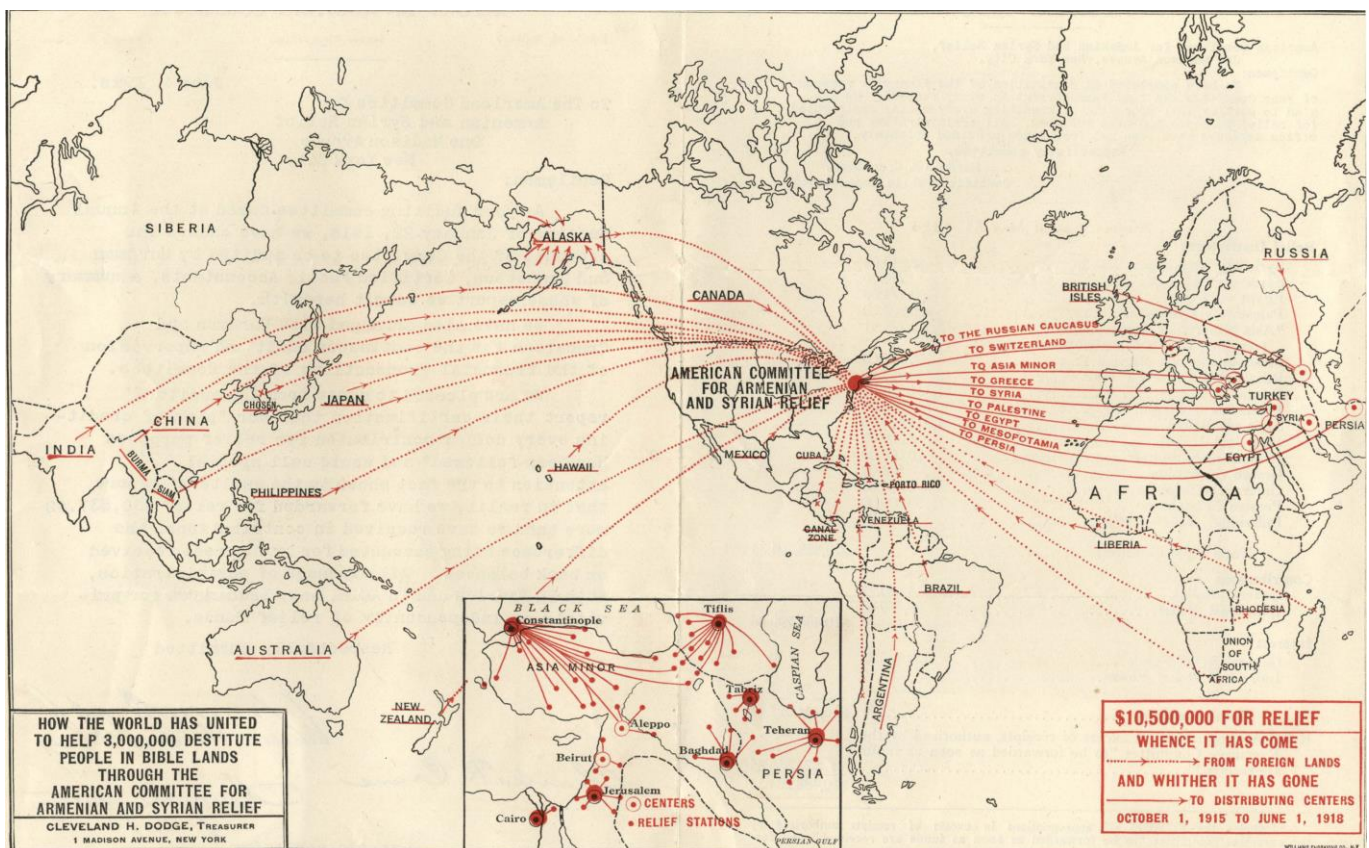 SIBERIA
ALASKA
CANADA
RUSSIA
BRITISH
ISLES
TO THE RUSSIAN CAUCASUS
TO SWITZERLAND
TO ASIA MINOR
TO GREECE
TO SYRIA
TO PALESTINE
TO EGYPT
TO MESOPOTAMIA
TO PERSIA
AMERICAN COMMITTEE
FOR ARMENIAN
AND SYRIAN RELIEF
TURKEY
SYRIA
PERSIA
EGYPT
CHOSEN
JAPAN
CHINA
INDIA
BURMA
SIAM
PHILIPPINES
HAWAII
MEXICO
CUBA
PORTO RICO
CANAL
ZONE
VENEZUELA
AFRICA
LIBERIA
BRAZIL
RHODESIA
UNION
OF
SOUTH
AFRICA
ARGENTINA
AUSTRALIA
NEW
ZEALAND
BLACK SEA
Constantinople
Tiflis
ASIA MINOR
CASPIAN SEA
Tabriz
Aleppo
Teheran
Baghdad
Beirut
PERSIA
Jerusalem
Cairo
CENTERS
RELIEF STATIONS
PERSIAN GULF
HOW THE WORLD HAS UNITED
TO HELP 3,000,000 DESTITUTE
PEOPLE IN BIBLE LANDS
THROUGH THE
AMERICAN COMMITTEE FOR
ARMENIAN AND SYRIAN RELIEF
CLEVELAND H. DODGE, TREASURER
1 MADISON AVENUE, NEW YORK
$10,500,000 FOR RELIEF
WHENCE IT HAS COME
FROM FOREIGN LANDS
AND WHITHER IT HAS GONE
TO DISTRIBUTING CENTERS
OCTOBER 1, 1915 TO JUNE 1, 1918